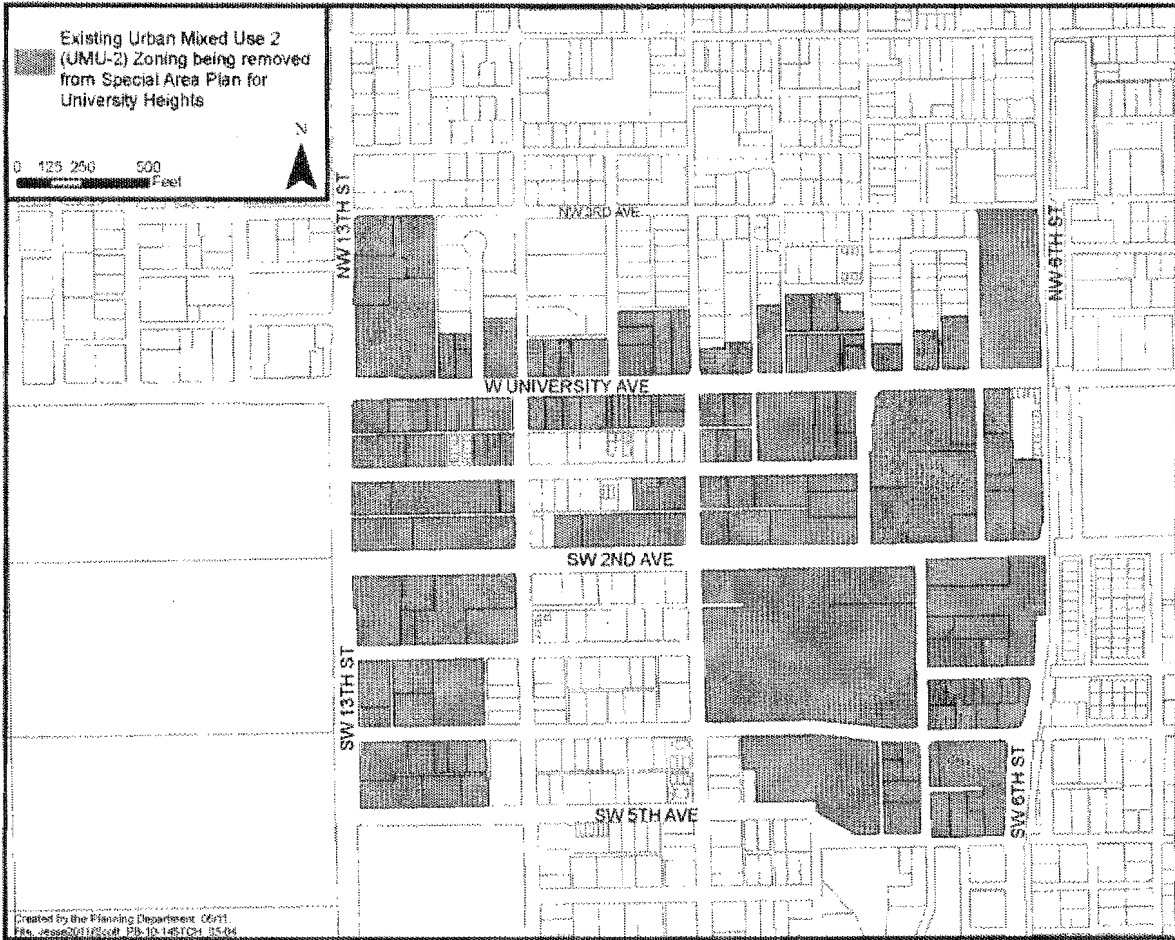 Existing Urban Mixed Use 2
(UMU-2) Zoning being removed
from Special Area Plan for
University Heights
N
0 125 250 500
Feet
NW 13TH ST
NW 3RD AVE
NW 6TH ST
W UNIVERSITY AVE
SW 2ND AVE
SW 13TH ST
SW 5TH AVE
SW 6TH ST
Created by the Planning Department 06/11.